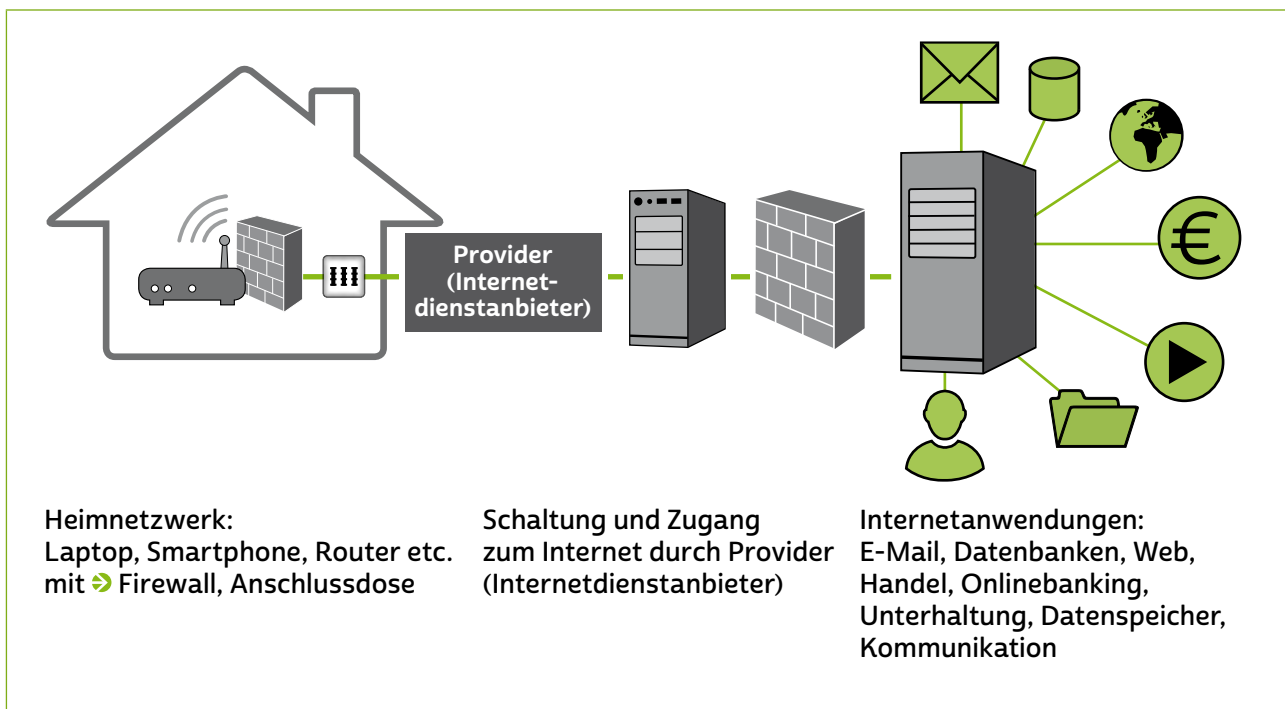 Provider
(Internet-
dienstanbieter)
€
Heimnetzwerk:
Laptop, Smartphone, Router etc.
mit Firewall, Anschlussdose
Schaltung und Zugang
zum Internet durch Provider
(Internetdienstanbieter)
Internetanwendungen:
E-Mail, Datenbanken, Web,
Handel, Onlinebanking,
Unterhaltung, Datenspeicher,
Kommunikation